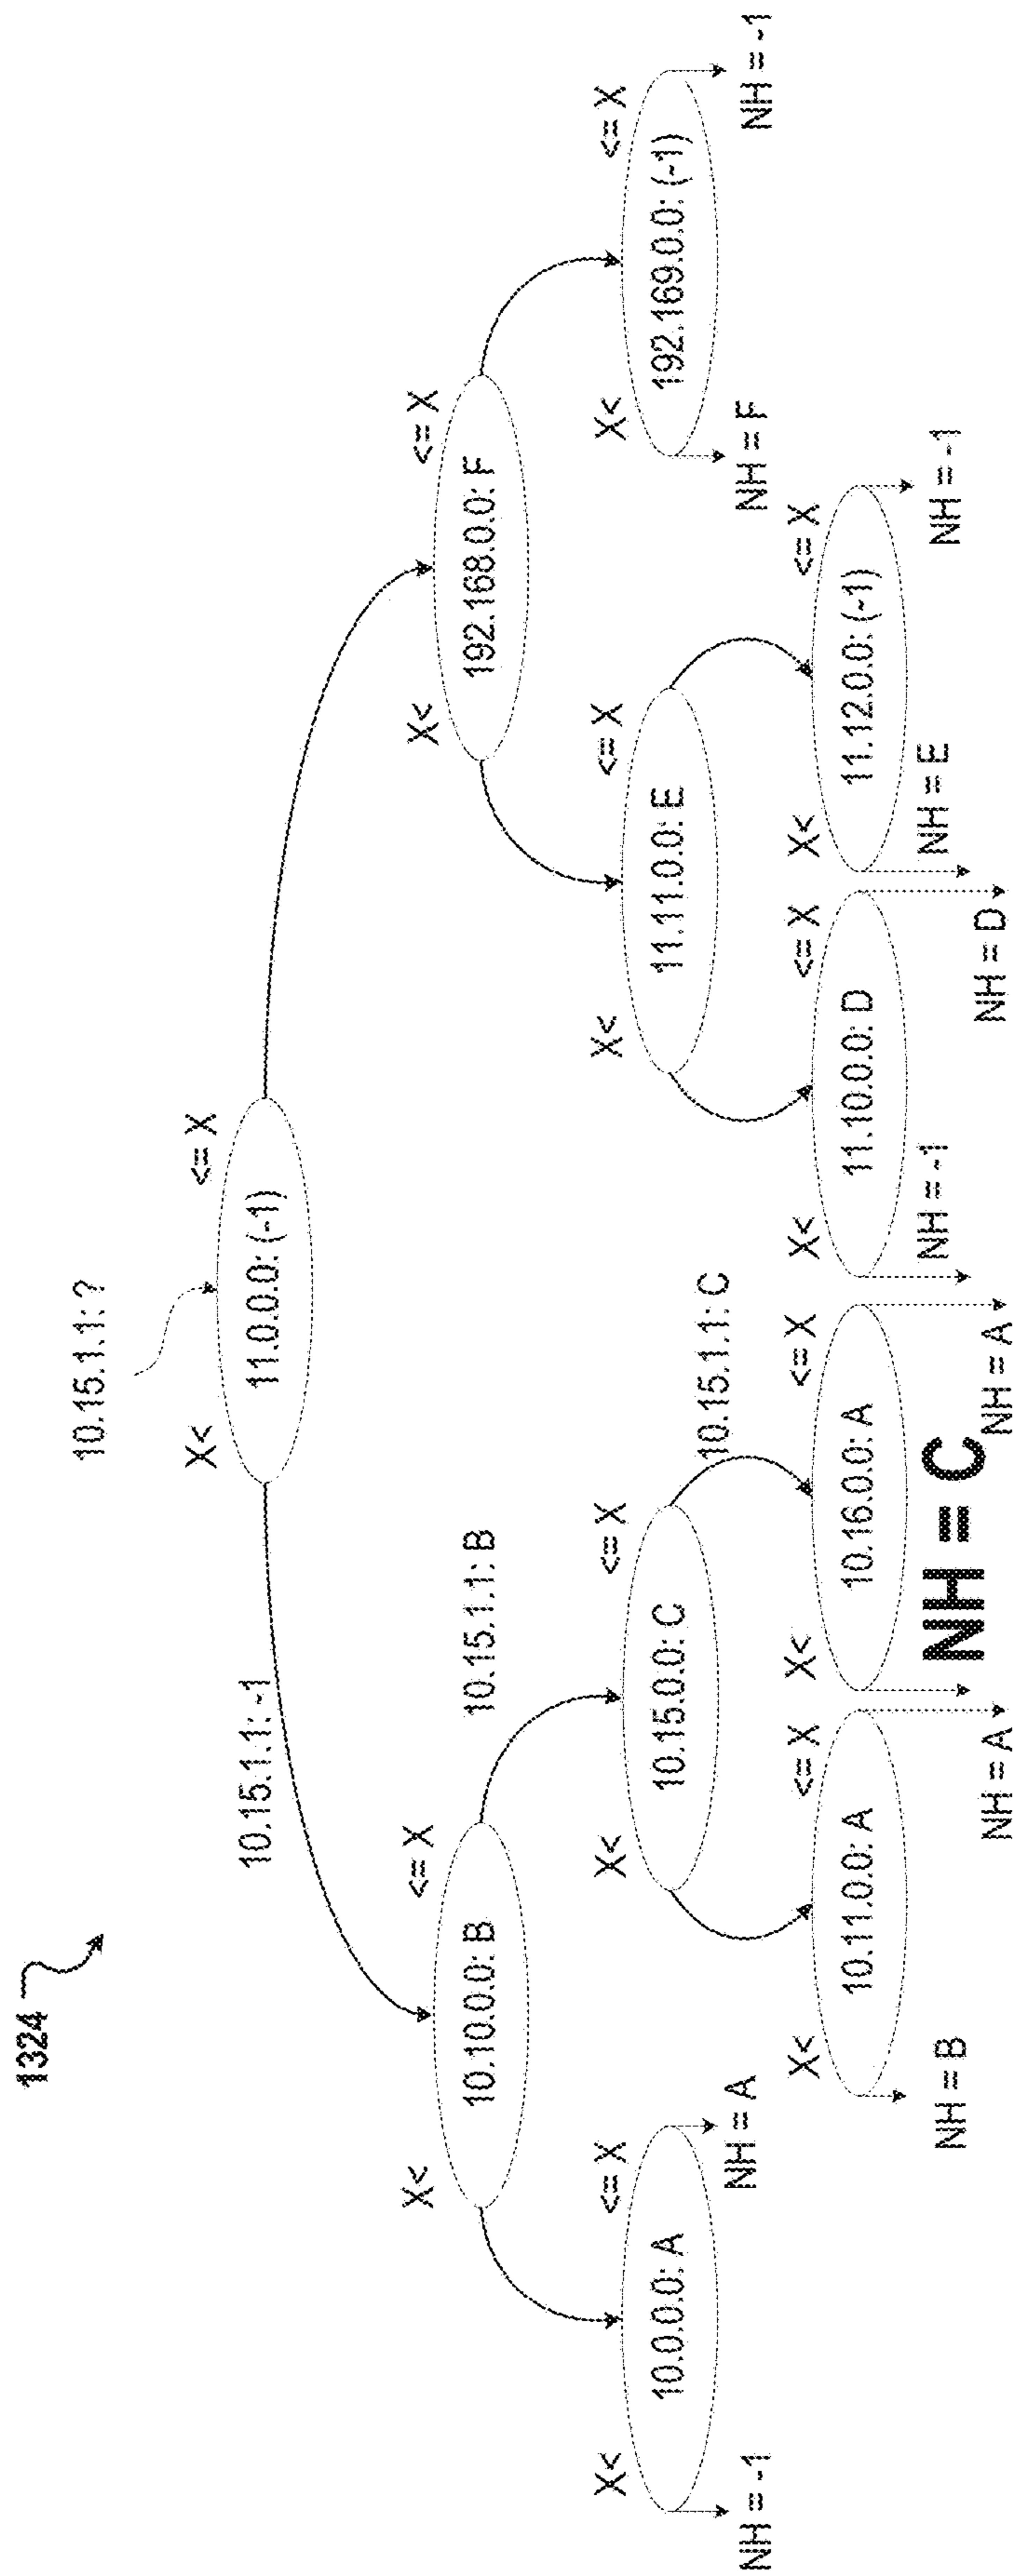 1324
10.15.1.1: ?
X<
<= X
11.0.0.0: (-1)
10.15.1.1: -1
X<
<= X
10.10.0.0: B
10.15.1.1: B
X<
<= X
192.168.0.0: F
X<
<= X
10.0.0.0: A
NH = -1
NH = A
X<
<= X
10.15.0.0: C
10.15.1.1: C
X<
<= X
11.11.0.0: E
X<
<= X
192.169.0.0: (-1)
NH = F
NH = -1
X<
<= X
10.11.0.0: A
NH = B
NH = A
X<
<= X
10.16.0.0: A
NH = C
NH = A
X<
<= X
11.10.0.0: D
NH = -1
NH = D
X<
<= X
11.12.0.0: (-1)
NH = E
NH = -1